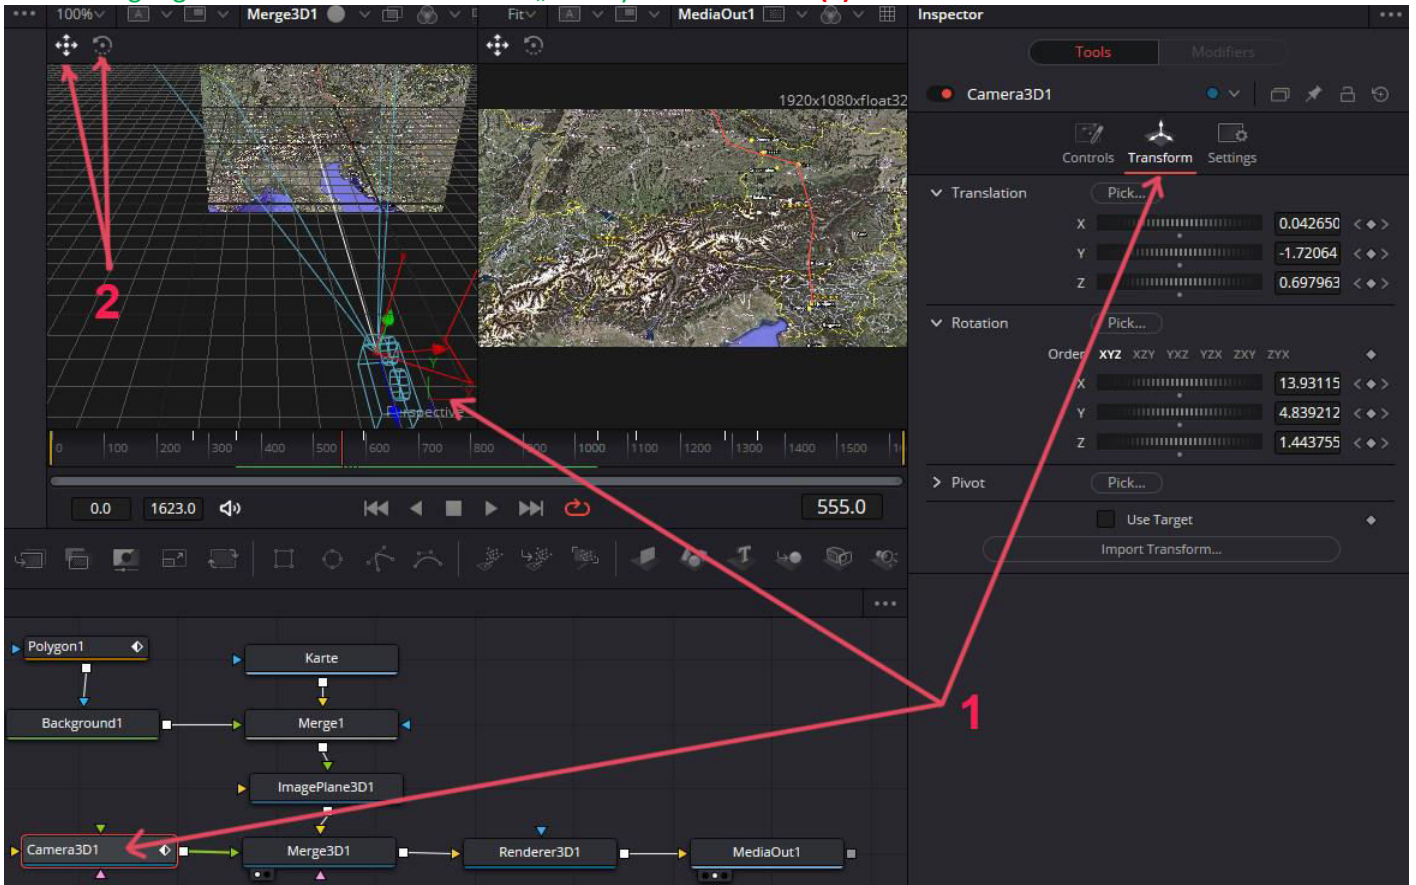 100%
Merge3D1
Fit
MediaOut1
Inspector
Tools
Modifiers
Camera3D1
1920x1080xfloat32
Controls
Transform
Settings
Translation
Pick...
X
0.042650
Y
-1.72064
Z
0.697963
2
Rotation
Pick...
Order
XYZ XZY YXZ YZX ZXY ZYX
X
13.93115
Y
4.839212
Z
1.443755
Y
Perspective
0 100 200 300 400 500 600 700 800 900 1000 1100 1200 1300 1400 1500
Pivot
Pick...
0.0
1623.0
555.0
Use Target
Import Transform...
Polygon1
Karte
Background1
Merge1
1
ImagePlane3D1
Camera3D1
Merge3D1
Renderer3D1
MediaOut1